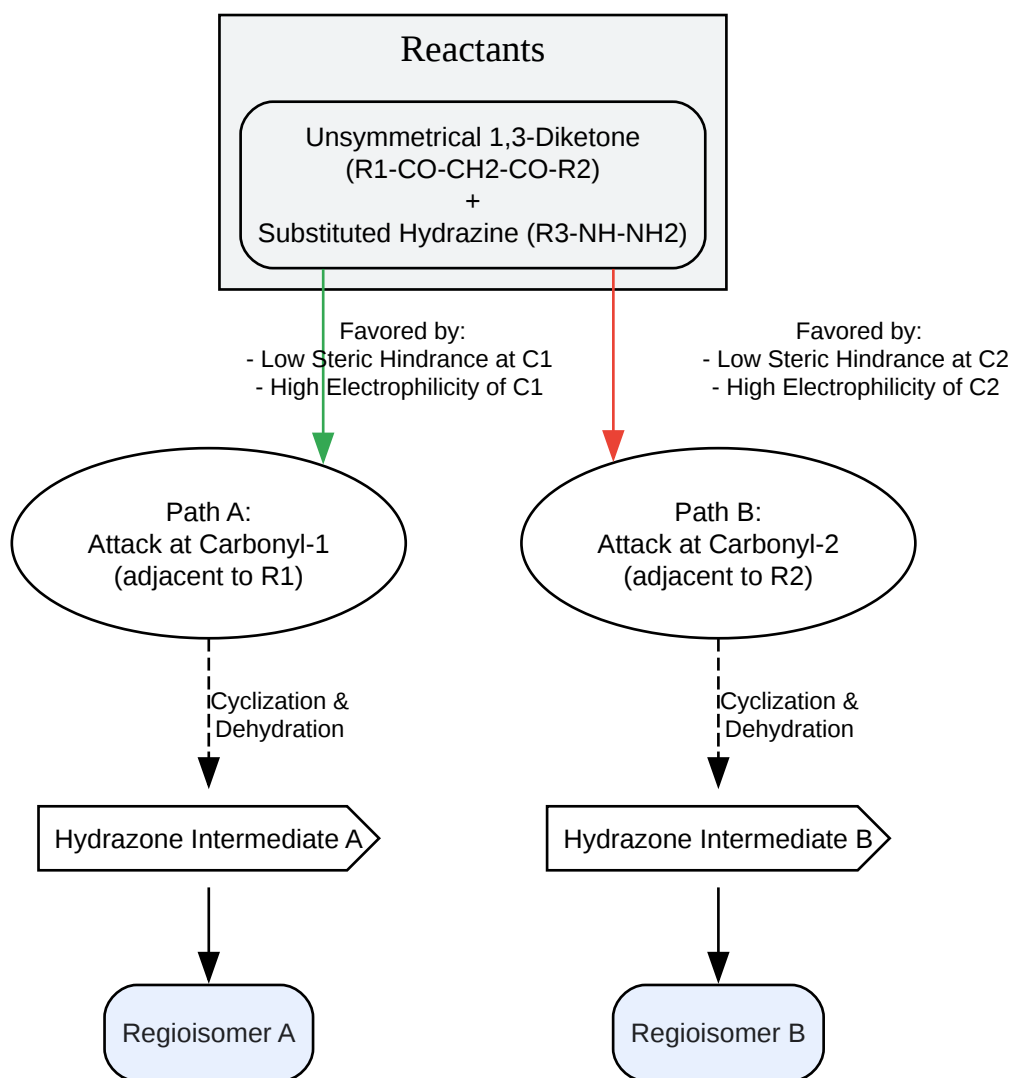 Reactants
Unsymmetrical 1,3-Diketone
(R1-CO-CH2-CO-R2)
+
Substituted Hydrazine (R3-NH-NH2)
Favored by:
- Low Steric Hindrance at C1
- High Electrophilicity of C1
Favored by:
- Low Steric Hindrance at C2
- High Electrophilicity of C2
Path A:
Attack at Carbonyl-1
(adjacent to R1)
Path B:
Attack at Carbonyl-2
(adjacent to R2)
Cyclization &
Dehydration
Cyclization &
Dehydration
Hydrazone Intermediate A
Hydrazone Intermediate B
Regioisomer A
Regioisomer B